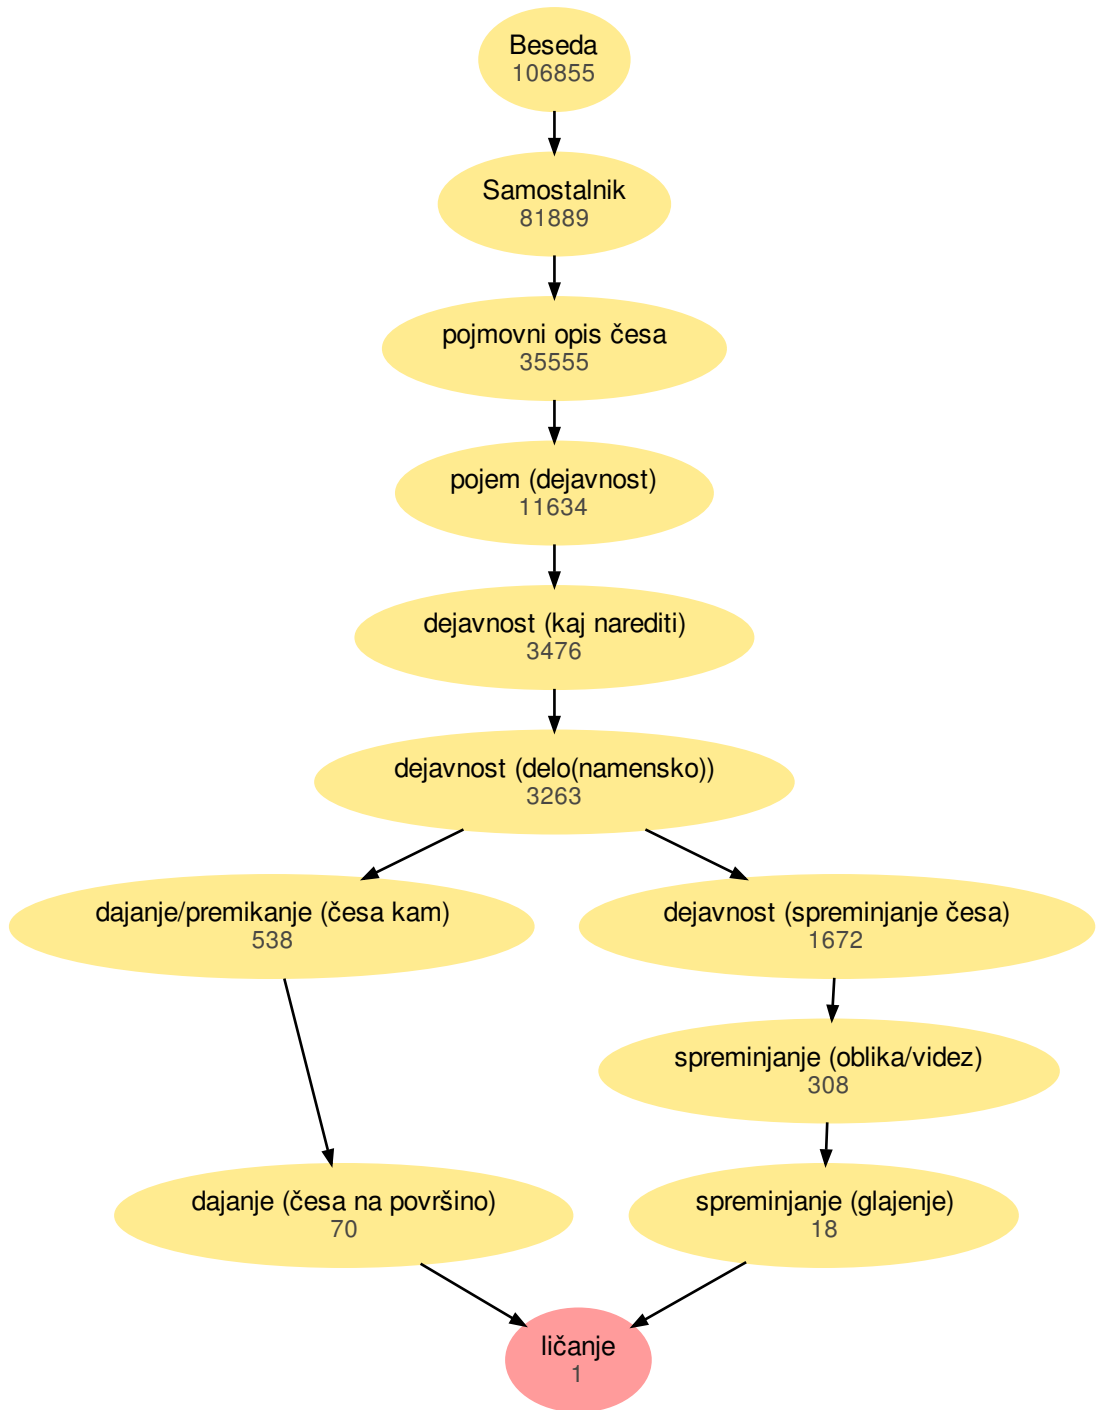 Beseda
106855
Samostalnik
81889
pojmovni opis česa
35555
pojem (dejavnost)
11634
dejavnost (kaj narediti)
3476
dejavnost (delo(namensko))
3263
dajanje/premikanje (česa kam)
538
dejavnost (spreminjanje česa)
1672
spreminjanje (oblika/videz)
308
dajanje (česa na površino)
70
spreminjanje (glajenje)
18
ličanje
1